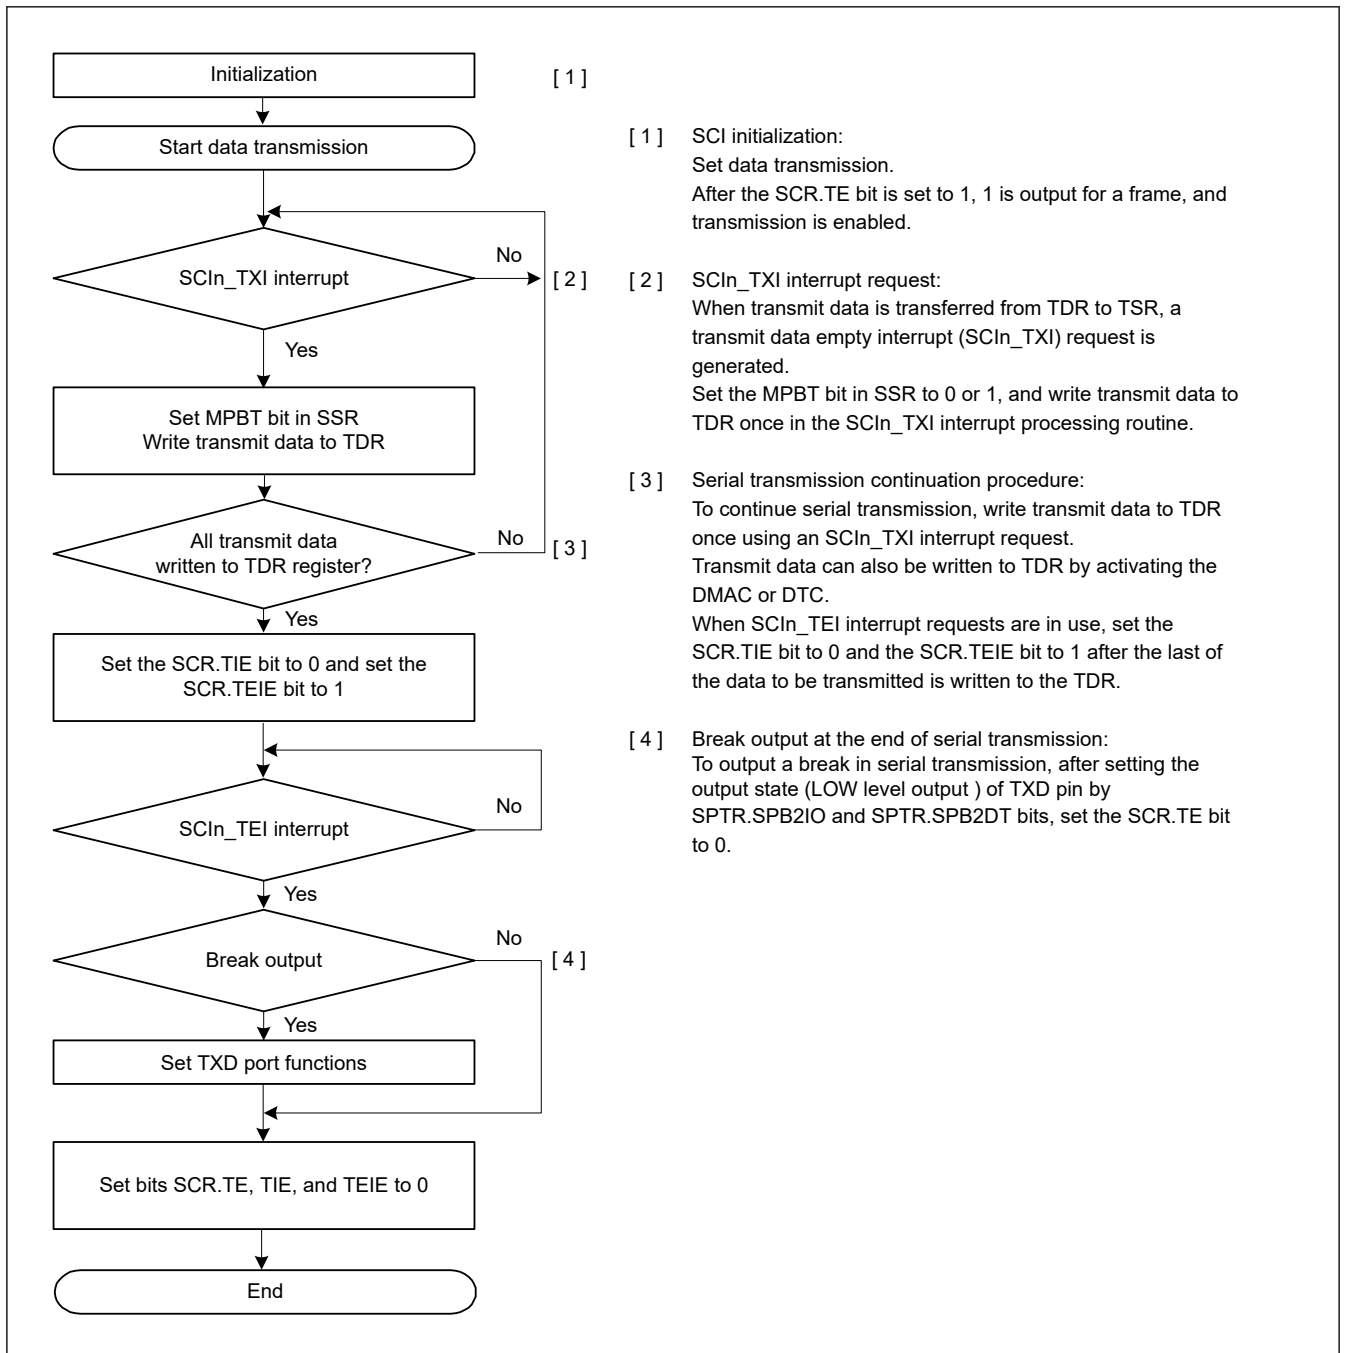 Initialization
[ 1 ]
Start data transmission
SCIn_TXI interrupt
No
[ 2 ]
Yes
Set MPBT bit in SSR
Write transmit data to TDR
All transmit data
written to TDR register?
No
[ 3 ]
Yes
Set the SCR.TIE bit to 0 and set the
SCR.TEIE bit to 1
SCIn_TEI interrupt
No
Yes
Break output
No
[ 4 ]
Yes
Set TXD port functions
Set bits SCR.TE, TIE, and TEIE to 0
End
[ 1 ] SCI initialization:
Set data transmission.
After the SCR.TE bit is set to 1, 1 is output for a frame, and
transmission is enabled.
[ 2 ] SCIn_TXI interrupt request:
When transmit data is transferred from TDR to TSR, a
transmit data empty interrupt (SCIn_TXI) request is
generated.
Set the MPBT bit in SSR to 0 or 1, and write transmit data to
TDR once in the SCIn_TXI interrupt processing routine.
[ 3 ] Serial transmission continuation procedure:
To continue serial transmission, write transmit data to TDR
once using an SCIn_TXI interrupt request.
Transmit data can also be written to TDR by activating the
DMAC or DTC.
When SCIn_TEI interrupt requests are in use, set the
SCR.TIE bit to 0 and the SCR.TEIE bit to 1 after the last of
the data to be transmitted is written to the TDR.
[ 4 ] Break output at the end of serial transmission:
To output a break in serial transmission, after setting the
output state (LOW level output ) of TXD pin by
SPTR.SPB2IO and SPTR.SPB2DT bits, set the SCR.TE bit
to 0.